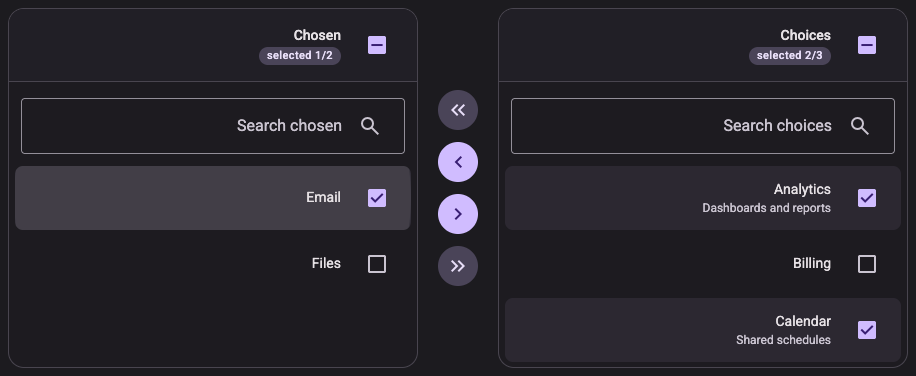 Chosen
selected 1/2
Search chosen
Email
Files
Choices
selected 2/3
Search choices
Analytics
Dashboards and reports
Billing
Calendar
Shared schedules